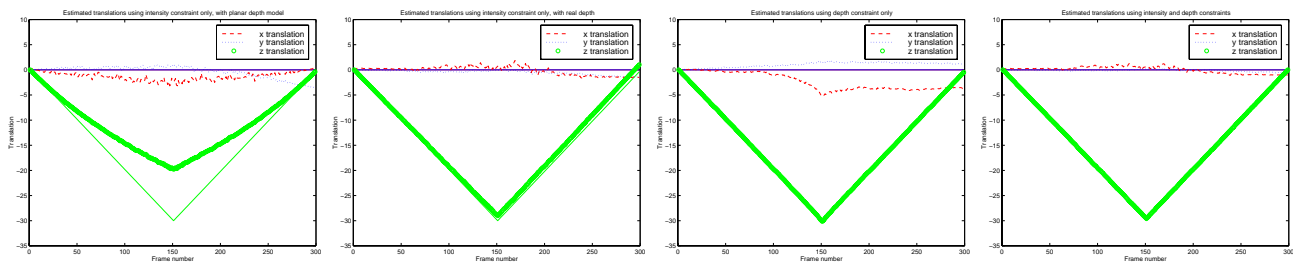 Estimated translations using intensity constraint only, with planar depth model
10
5
0
−5
−10
−15
−20
−25
−30
−35
Translation
0 50 100 150 200 250 300
Frame number
x translation
y translation
z translation
Estimated translations using intensity constraint only, with real depth
10
5
0
−5
−10
−15
−20
−25
−30
−35
Translation
0 50 100 150 200 250 300
Frame number
x translation
y translation
z translation
Estimated translations using depth constraint only
10
5
0
−5
−10
−15
−20
−25
−30
−35
Translation
0 50 100 150 200 250 300
Frame number
x translation
y translation
z translation
Estimated translations using intensity and depth constraints
10
5
0
−5
−10
−15
−20
−25
−30
−35
Translation
0 50 100 150 200 250 300
Frame number
x translation
y translation
z translation